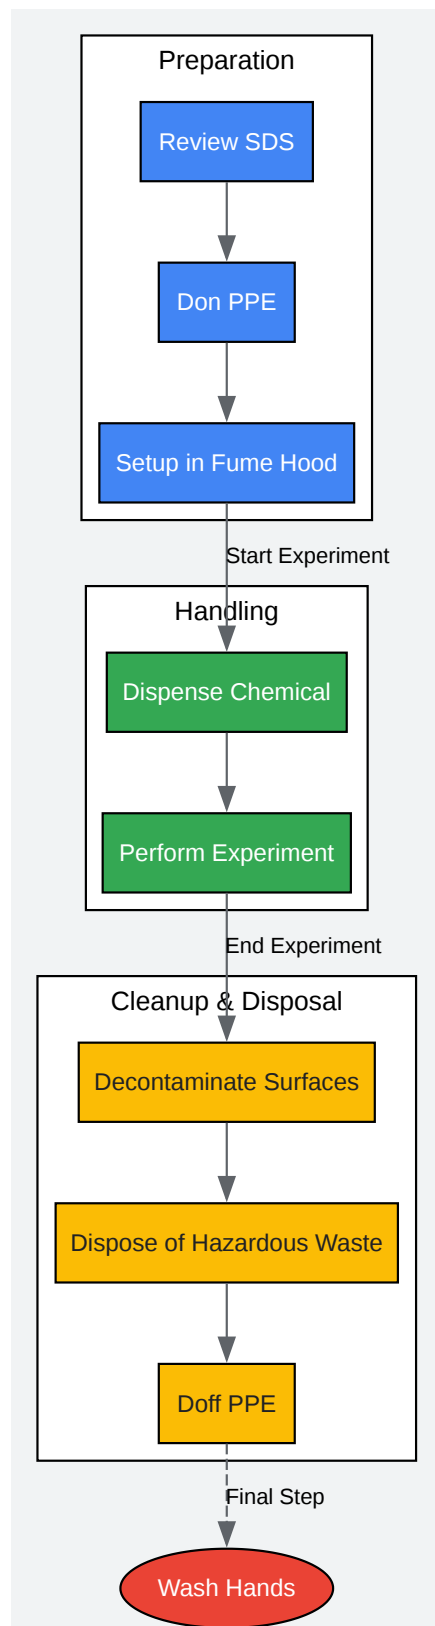 Preparation
Review SDS
Don PPE
Setup in Fume Hood
Start Experiment
Handling
Dispense Chemical
Perform Experiment
End Experiment
Cleanup & Disposal
Decontaminate Surfaces
Dispose of Hazardous Waste
Doff PPE
Final Step
Wash Hands